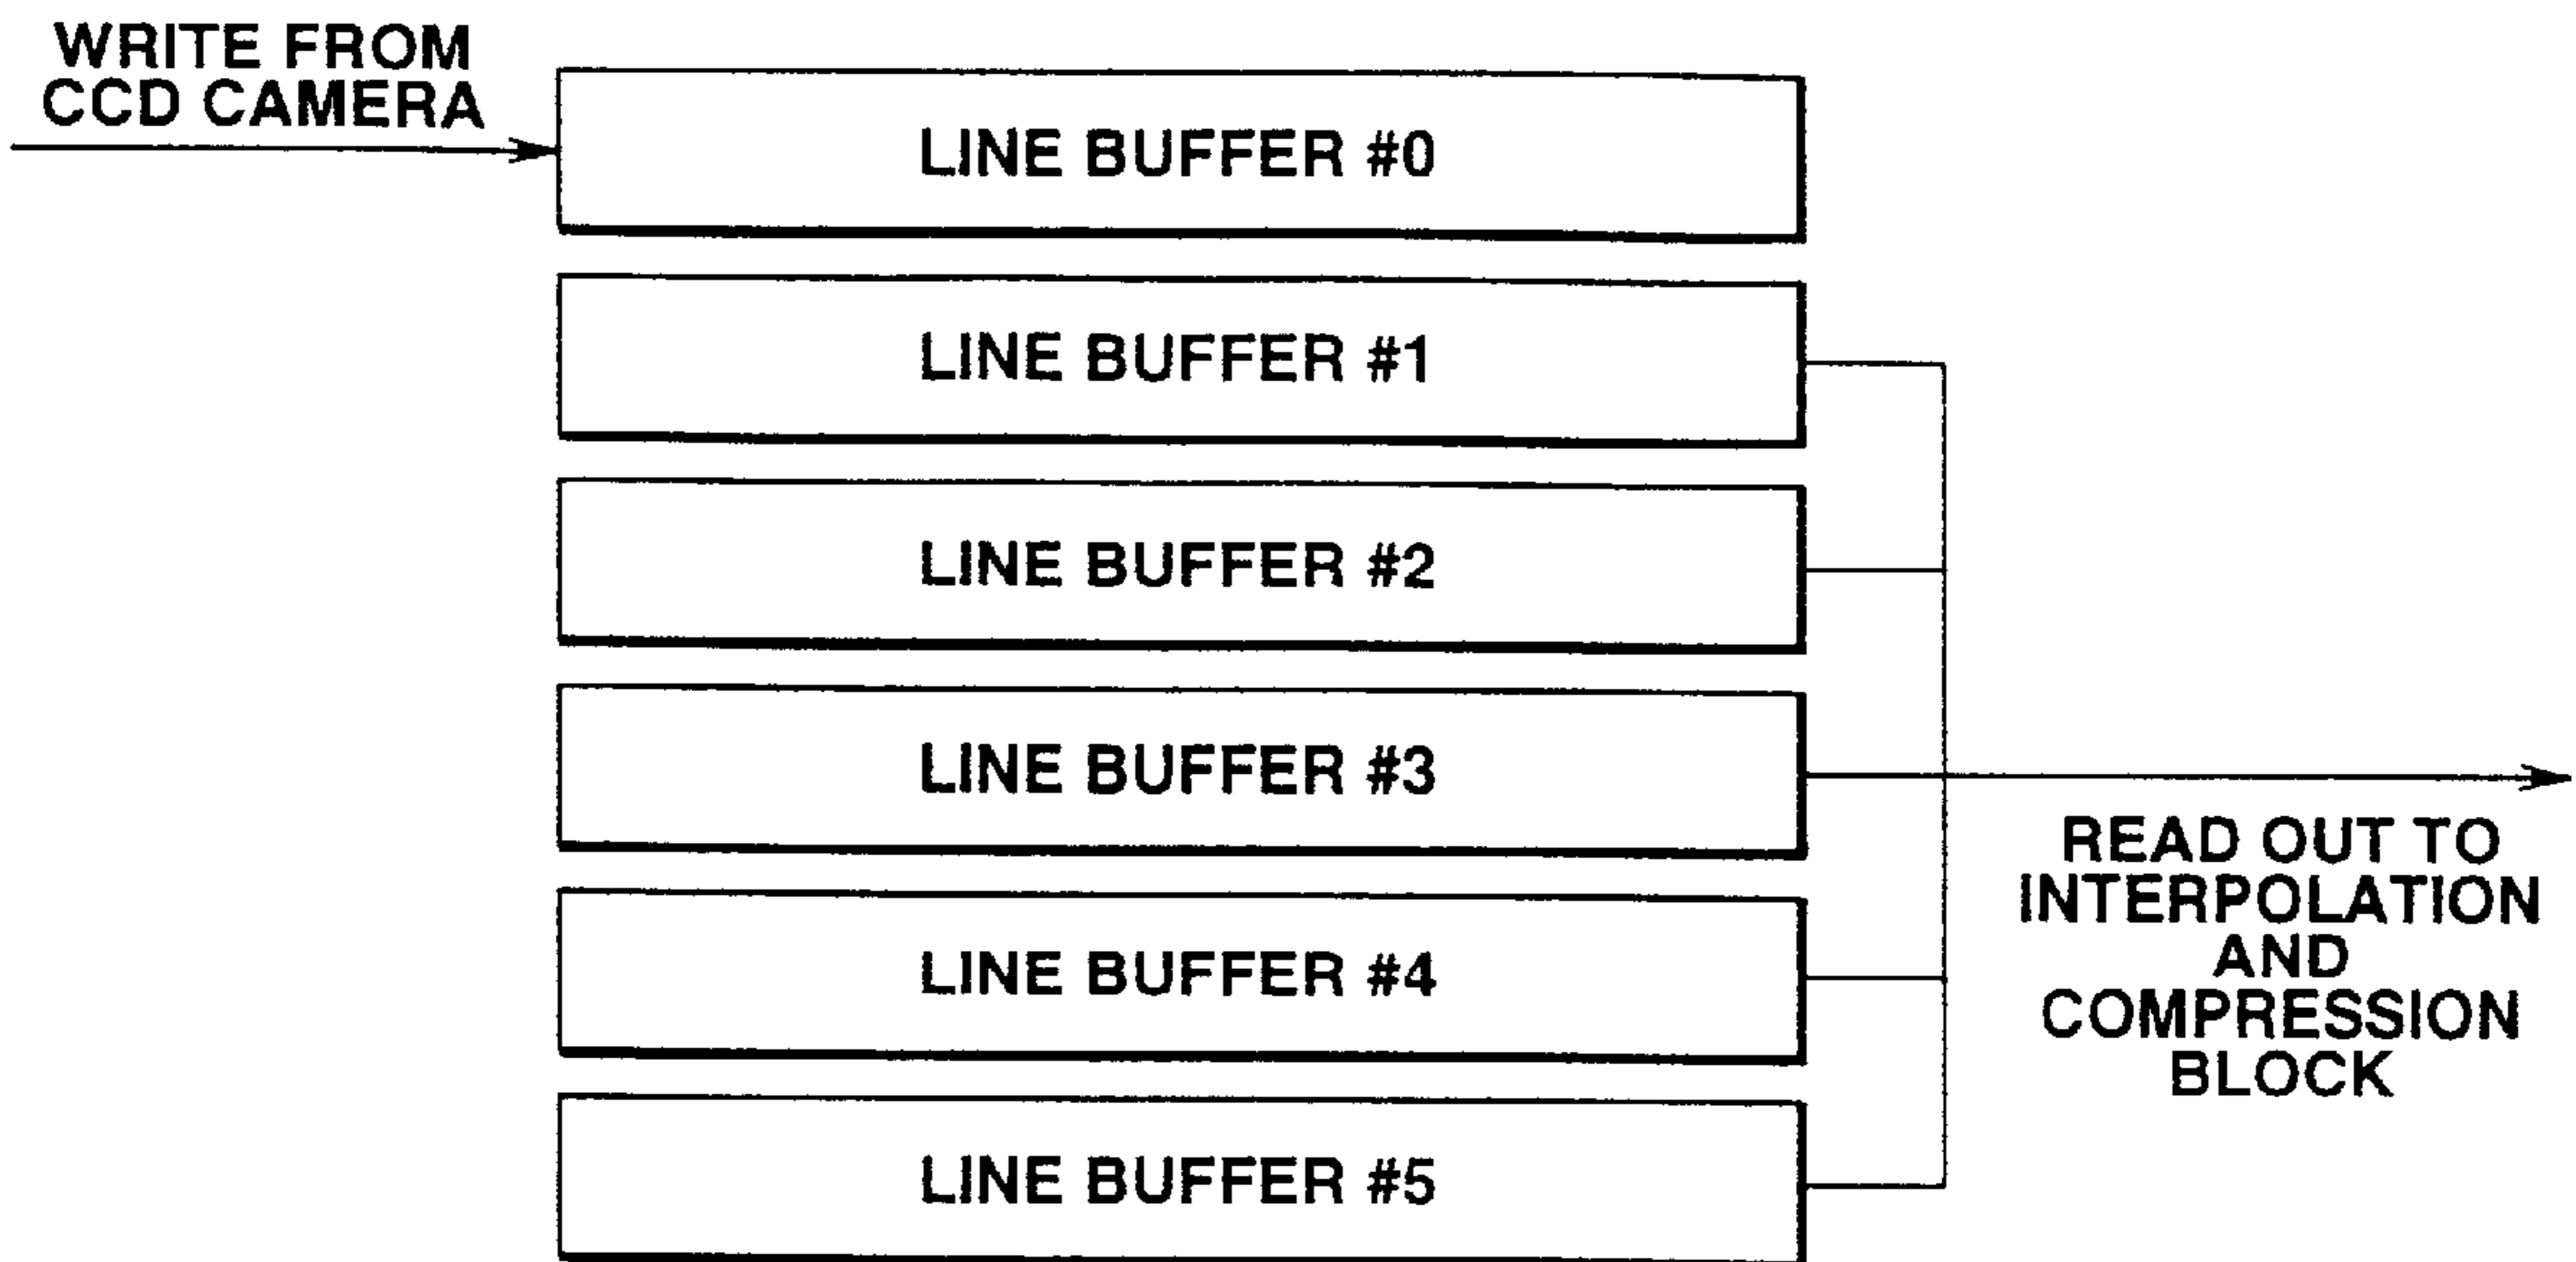 WRITE FROM
CCD CAMERA
LINE BUFFER #0
LINE BUFFER #1
LINE BUFFER #2
LINE BUFFER #3
LINE BUFFER #4
LINE BUFFER #5
READ OUT TO
INTERPOLATION
AND
COMPRESSION
BLOCK